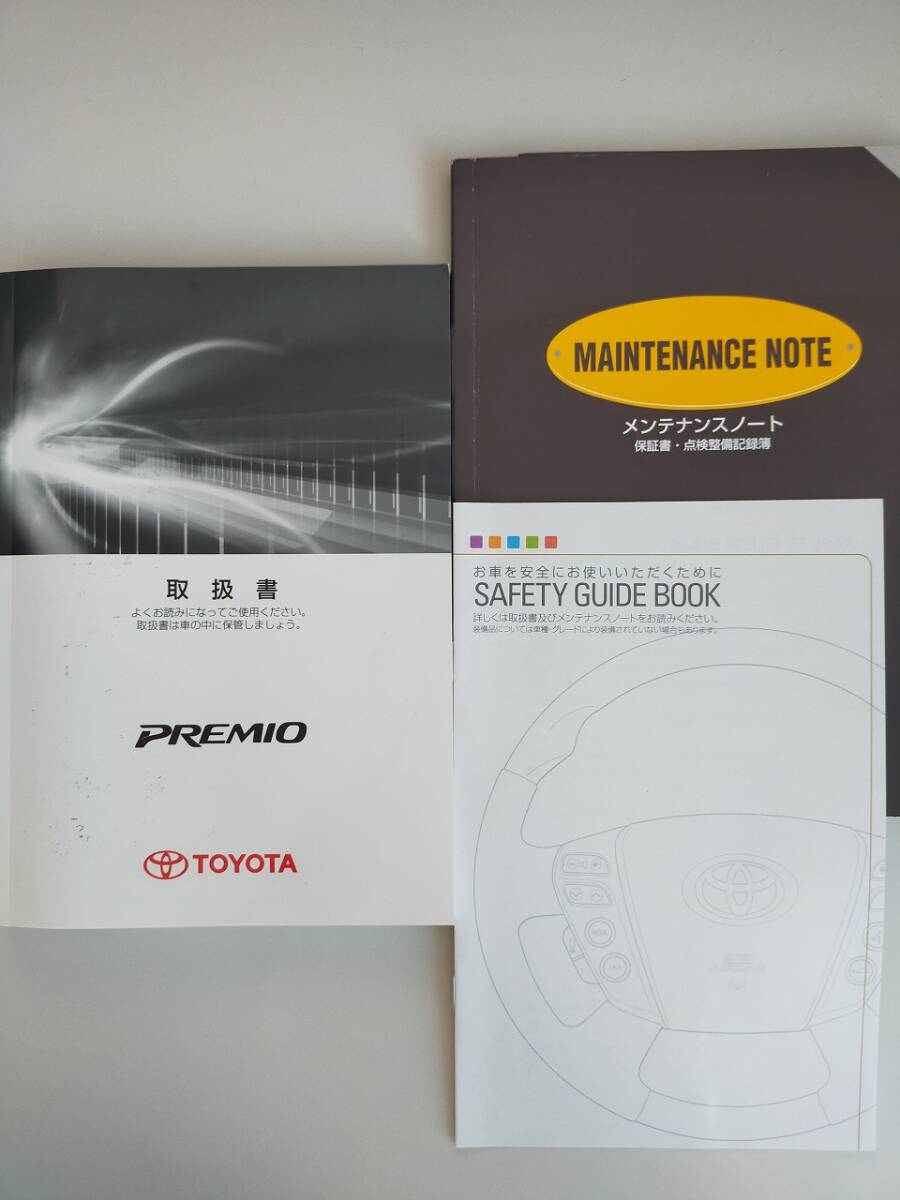 取扱書
よくお読みになってご使用ください。
取扱書は車の中に保管しましょう。
PREMIO
TOYOTA
MAINTENANCE NOTE
メンテナンスノート
保証書・点検整備記録簿
お車を安全にお使いいただくために
SAFETY GUIDE BOOK
詳しくは取扱書及びメンテナンスノートをお読みください。
装備品については車種・グレードにより装備されていない場合もあります。